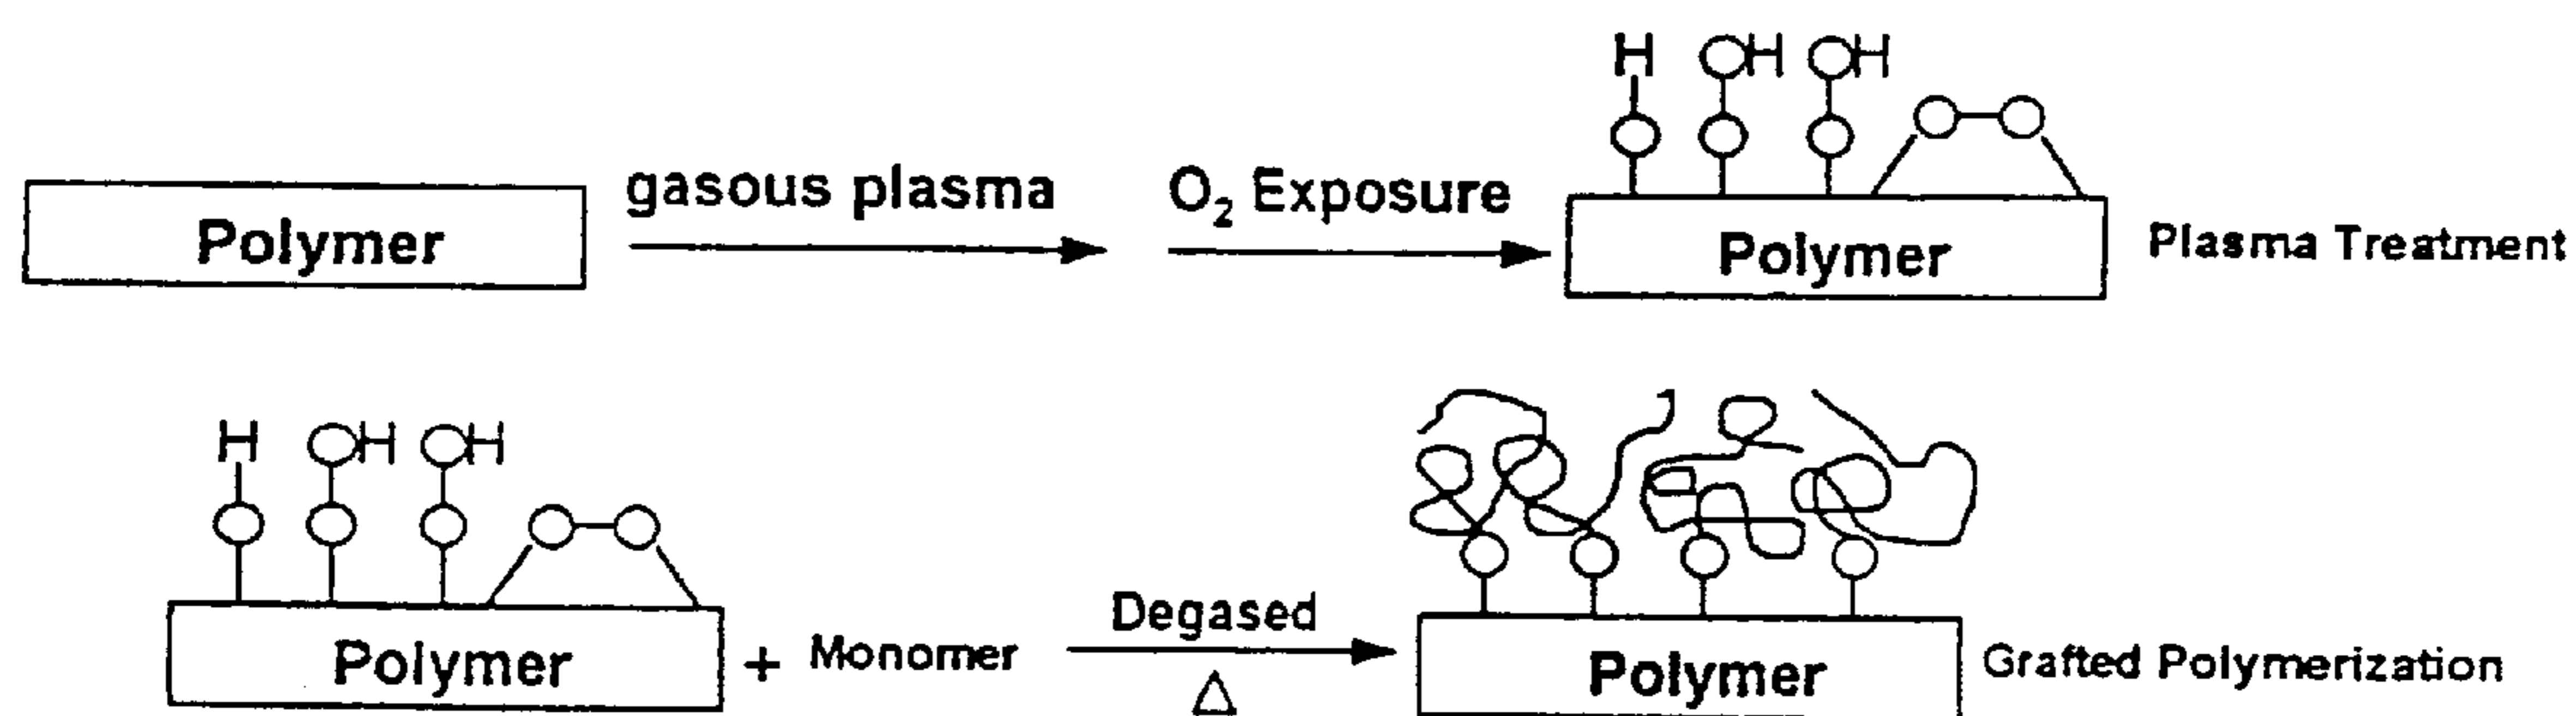 H OH OH
O O O O—O
Polymer gasous plasma O₂ Exposure Polymer Plasma Treatment
H OH OH
O O O O—O
Polymer + Monomer Degased Δ O O O O Polymer Grafted Polymerization